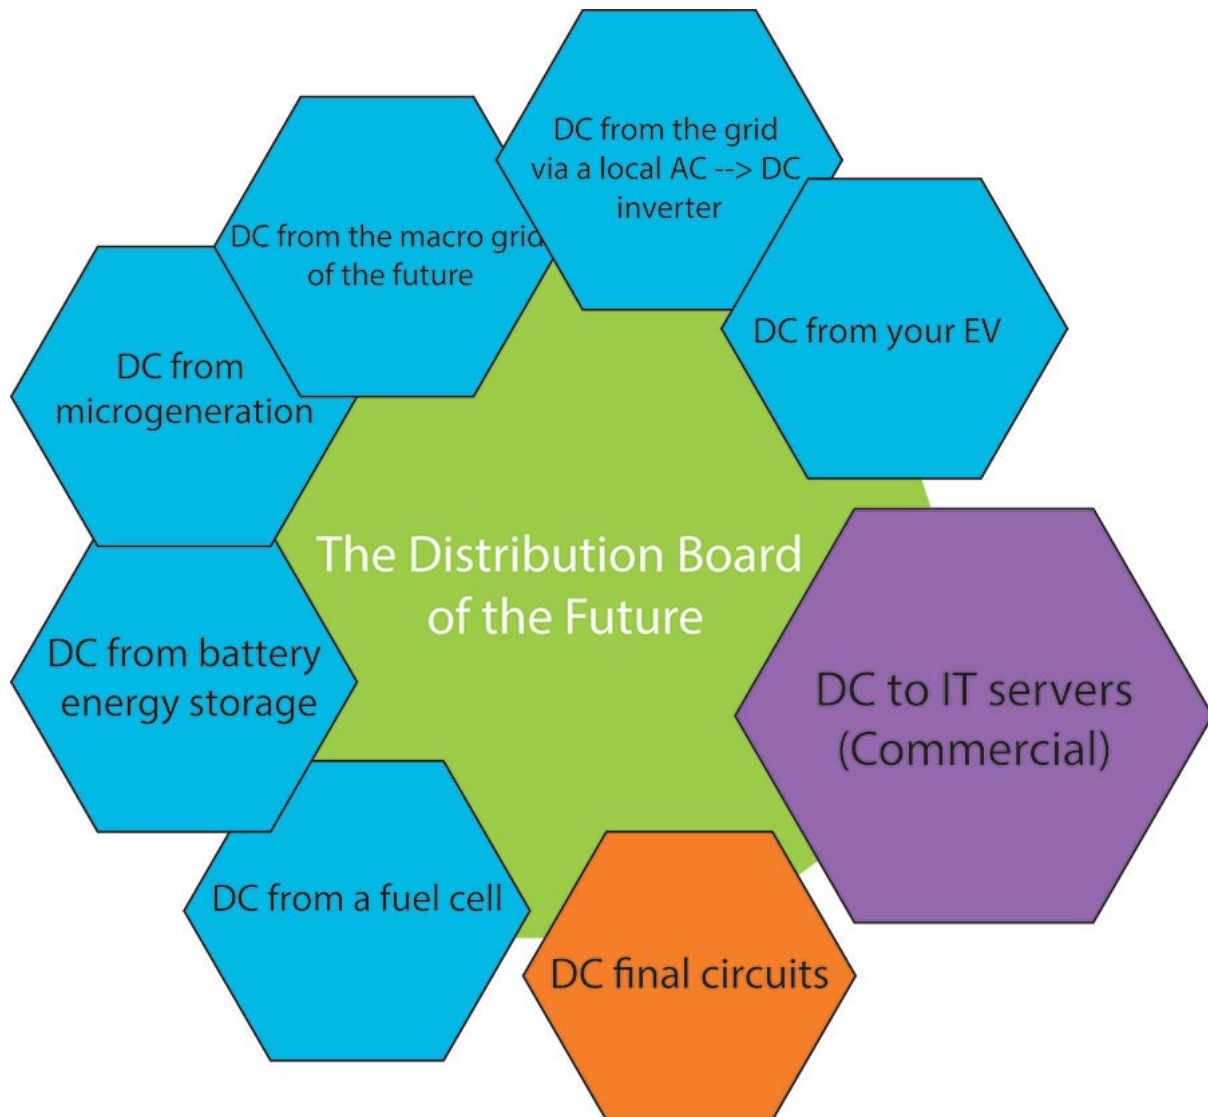 DC from the grid
via a local AC --> DC
inverter
DC from the macro grid
of the future
DC from your EV
DC from
microgeneration
The Distribution Board
of the Future
DC from battery
energy storage
DC to IT servers
(Commercial)
DC from a fuel cell
DC final circuits